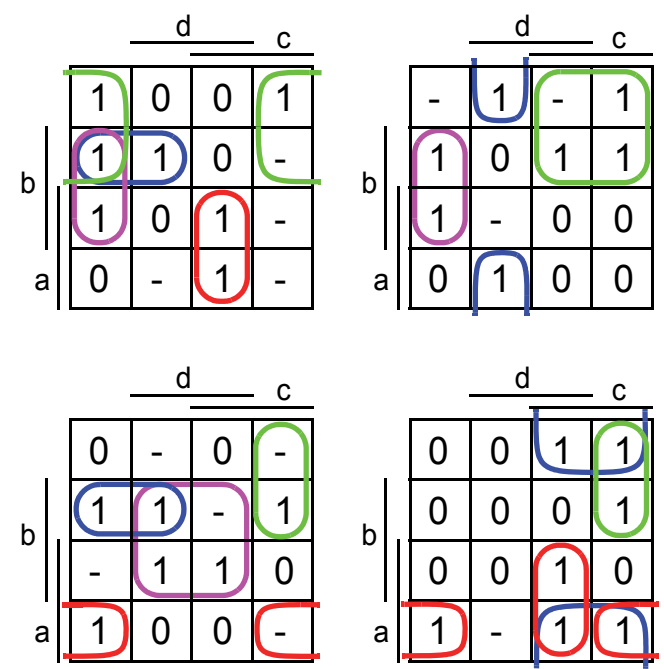 d d
c c
1 0 0 1 - 1 - 1
1 1 0 - 1 0 1 1
b b
1 0 1 - 1 - 0 0
a 0 - 1 - a 0 1 0 0
d d
c c
0 - 0 - 0 0 1 1
1 1 - 1 0 0 0 1
b b
- 1 1 0 0 0 1 0
a 1 0 0 - a 1 - 1 1